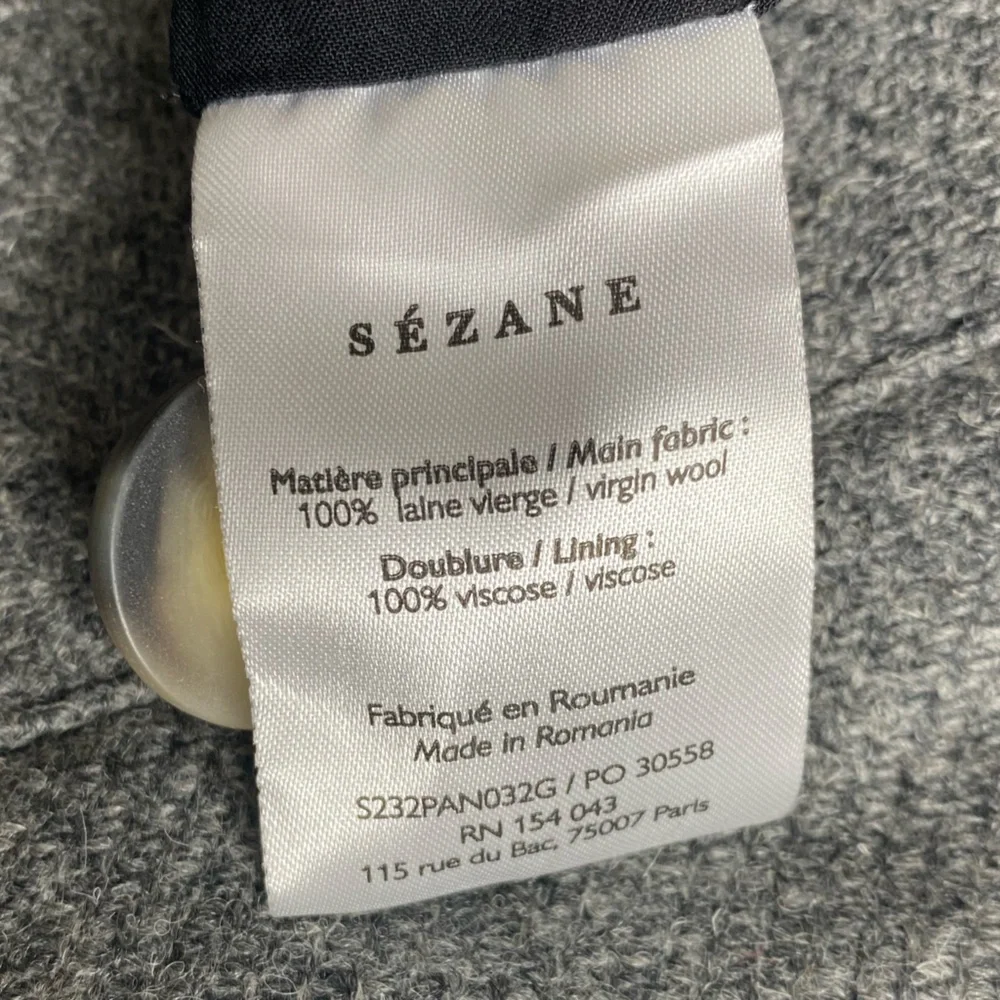 SÉZANE
Matière principale / Main fabric :
100% laine vierge / virgin wool
Doublure / Lining :
100% viscose / viscose
Fabriqué en Roumanie
Made in Romania
S232PAN032G / PO 30558
RN 154 043
115 rue du Bac, 75007 Paris